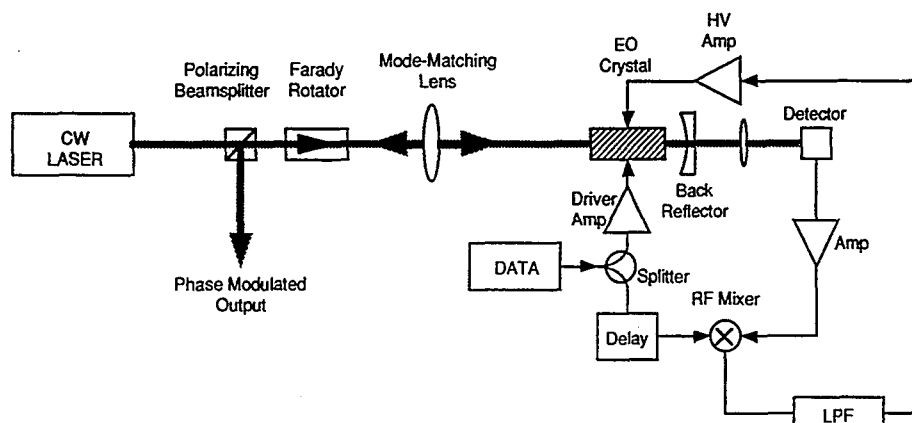 HV
Amp
EO
Crystal
Mode-Matching
Lens
Polarizing
Beamsplitter
Farady
Rotator
Detector
CW
LASER
Back
Reflector
Driver
Amp
Amp
DATA
Splitter
Phase Modulated
Output
RF Mixer
Delay
LPF